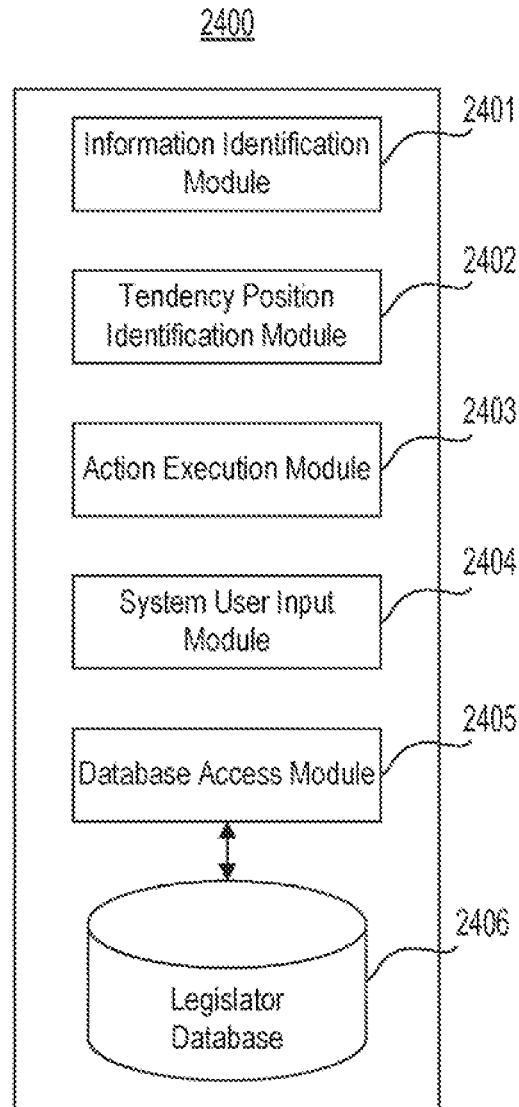 2400
2401
Information Identification
Module
2402
Tendency Position
Identification Module
2403
Action Execution Module
2404
System User Input
Module
2405
Database Access Module
2406
Legislator
Database